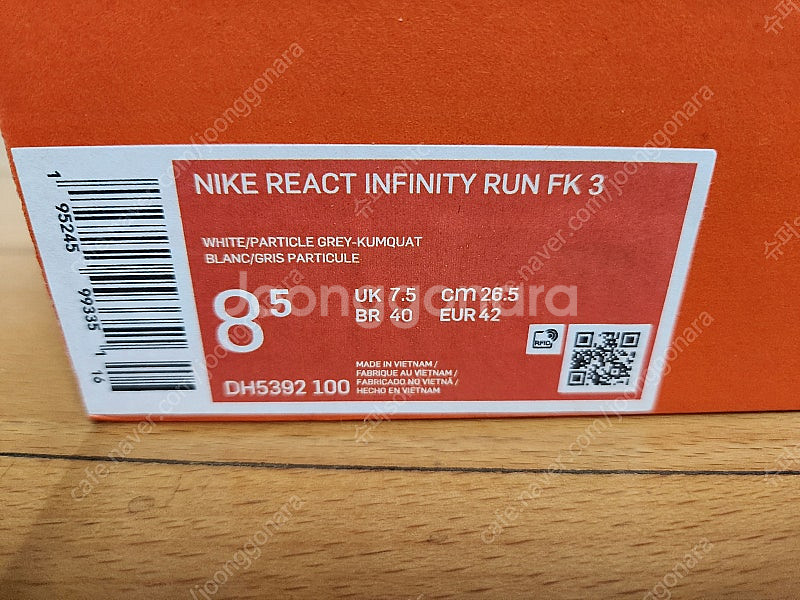 NIKE REACT INFINITY RUN FK 3
WHITE/PARTICLE GREY-KUMQUAT
BLANC/GRIS PARTICULE
8.5
UK 7.5 cm 26.5
BR 40 EUR 42
RFID
MADE IN VIETNAM /
FABRIQUE AU VIETNAM /
FABRICADO NO VIETNÃ /
HECHO EN VIETNAM
DH5392 100
1 95245 99335 1 16
Joonggonara
cafe.naver.com/joonggonara